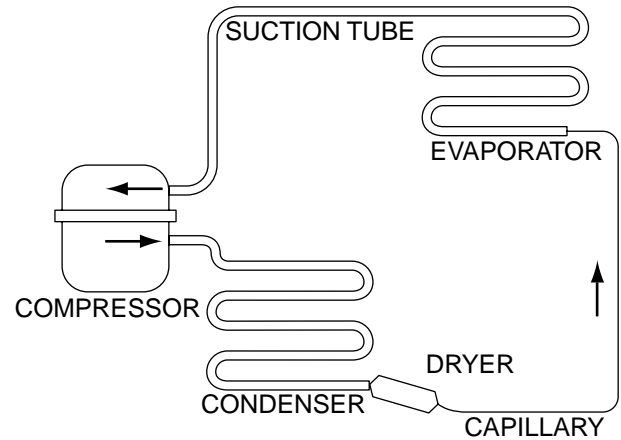 SUCTION TUBE
EVAPORATOR
COMPRESSOR
DRYER
CONDENSER
CAPILLARY